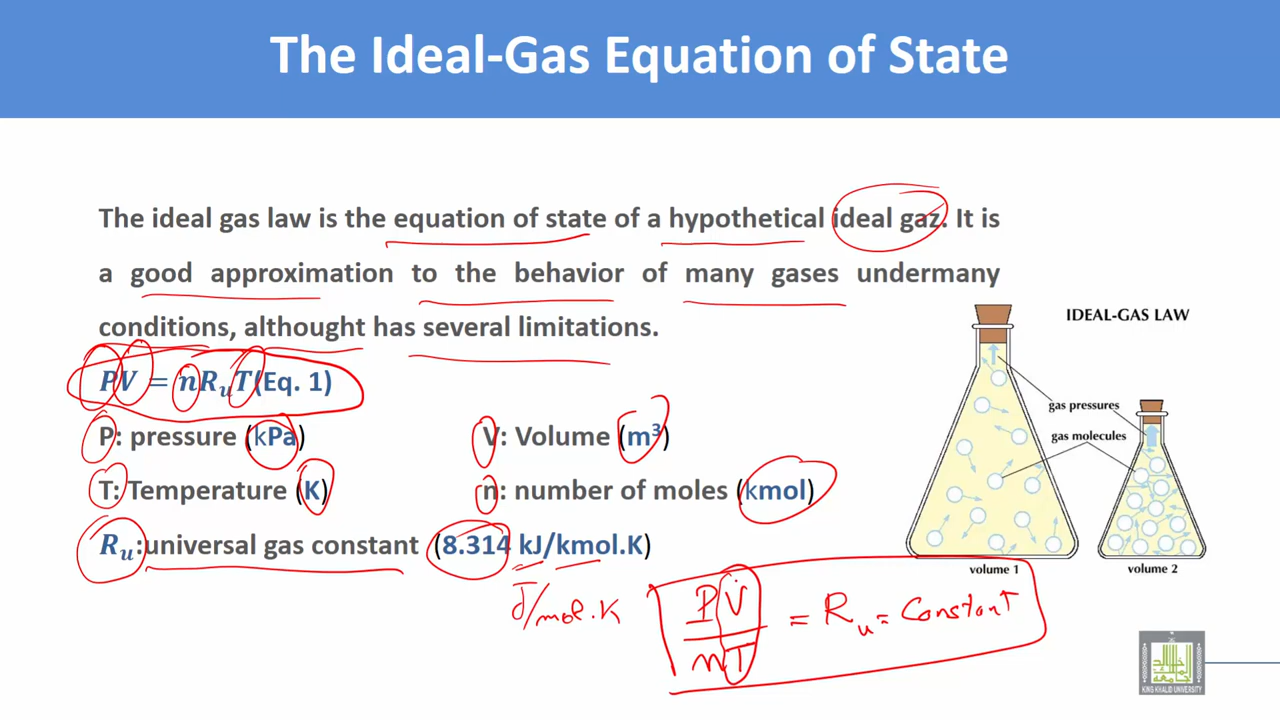 The Ideal-Gas Equation of State
The ideal gas law is the equation of state of a hypothetical ideal gaz. It is
a good approximation to the behavior of many gases undermany
conditions, althought has several limitations.
PV = nRᵤT(Eq. 1)
P: pressure (kPa)
V: Volume (m³)
T: Temperature (K)
n: number of moles (kmol)
Rᵤ:universal gas constant (8.314 kJ/kmol.K)
J/mol.K
PV/nT = Rᵤ = Constant
IDEAL-GAS LAW
gas pressures
gas molecules
volume 1
volume 2
KING KHALID UNIVERSITY